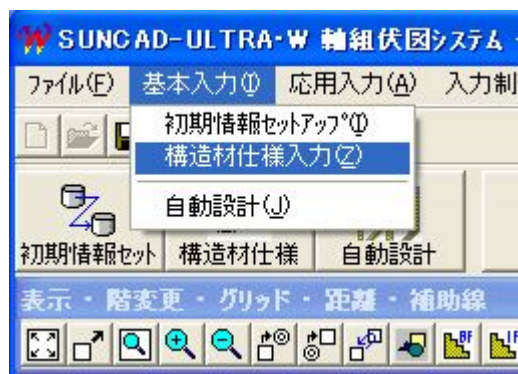 SUNCAD-ULTRA・W 軸組伏図システム
ファイル(F) 基本入力(I) 応用入力(A) 入力制
初期情報セットアップ(I)
構造材仕様入力(Z)
自動設計(J)
初期情報セット 構造材仕様 自動設計
表示・階変更・グリッド・距離・補助線
BF 1F